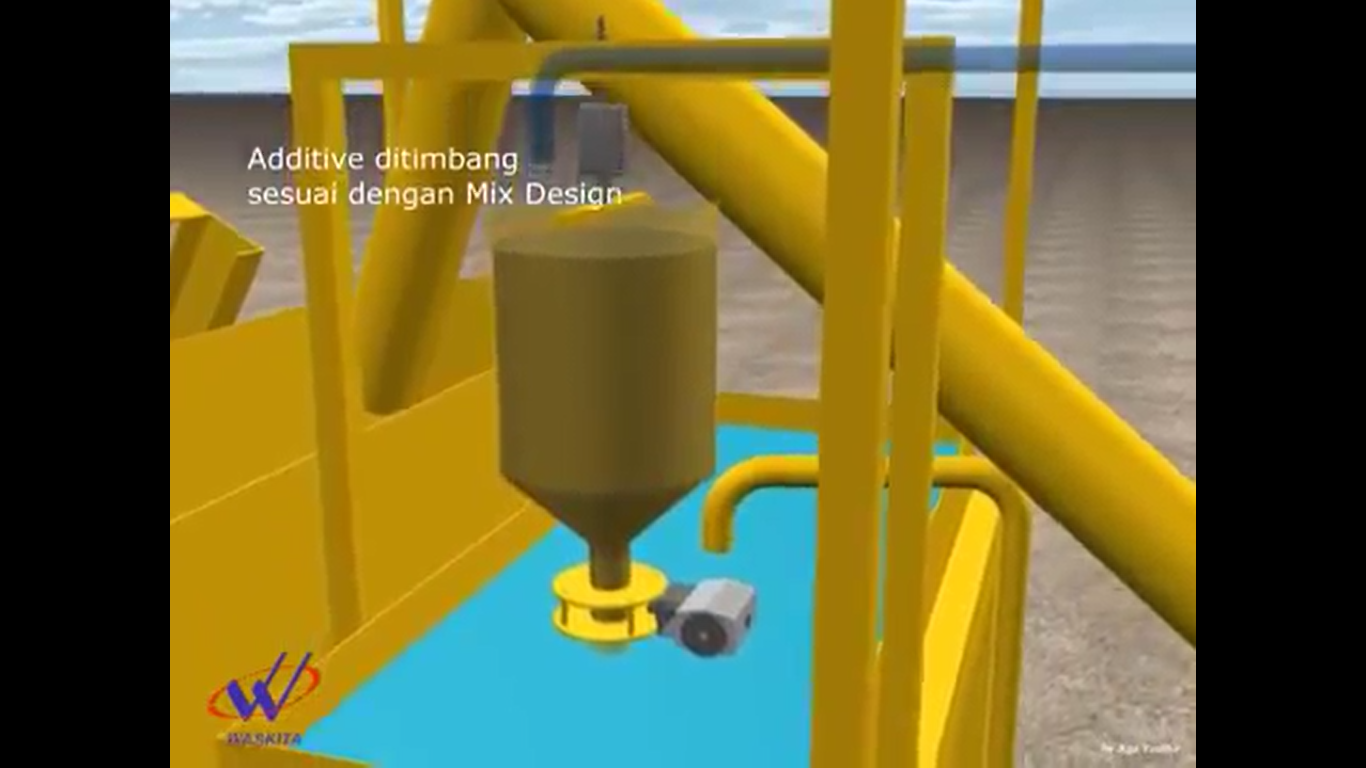 Additive ditimbang
sesuai dengan Mix Design
WASKITA